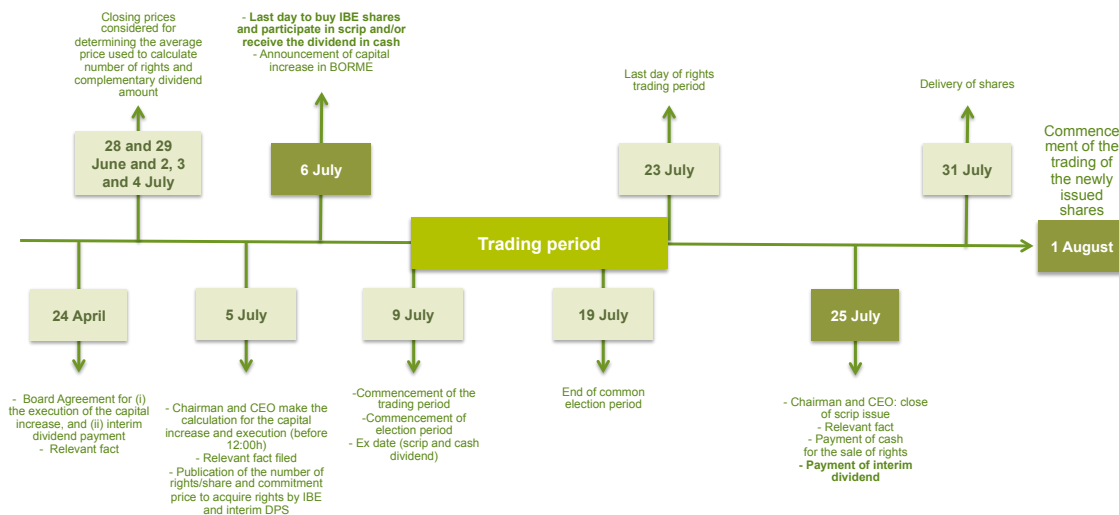 Closing prices
considered for
determining the average
price used to calculate
number of rights and
complementary dividend
amount
- Last day to buy IBE shares
and participate in scrip and/or
receive the dividend in cash
- Announcement of capital
increase in BORME
Last day of rights
trading period
Delivery of shares
28 and 29
June and 2, 3
and 4 July
6 July
23 July
31 July
Commence
ment of the
trading of
the newly
issued
shares
1 August
Trading period
24 April
5 July
9 July
19 July
25 July
- Board Agreement for (i)
the execution of the capital
increase, and (ii) interim
dividend payment
- Relevant fact
- Chairman and CEO make the
calculation for the capital
increase and execution (before
12:00h)
- Relevant fact filed
- Publication of the number of
rights/share and commitment
price to acquire rights by IBE
and interim DPS
-Commencement of the
trading period
-Commencement of
election period
- Ex date (scrip and cash
dividend)
End of common
election period
- Chairman and CEO: close
of scrip issue
- Relevant fact
- Payment of cash
for the sale of rights
- Payment of interim
dividend